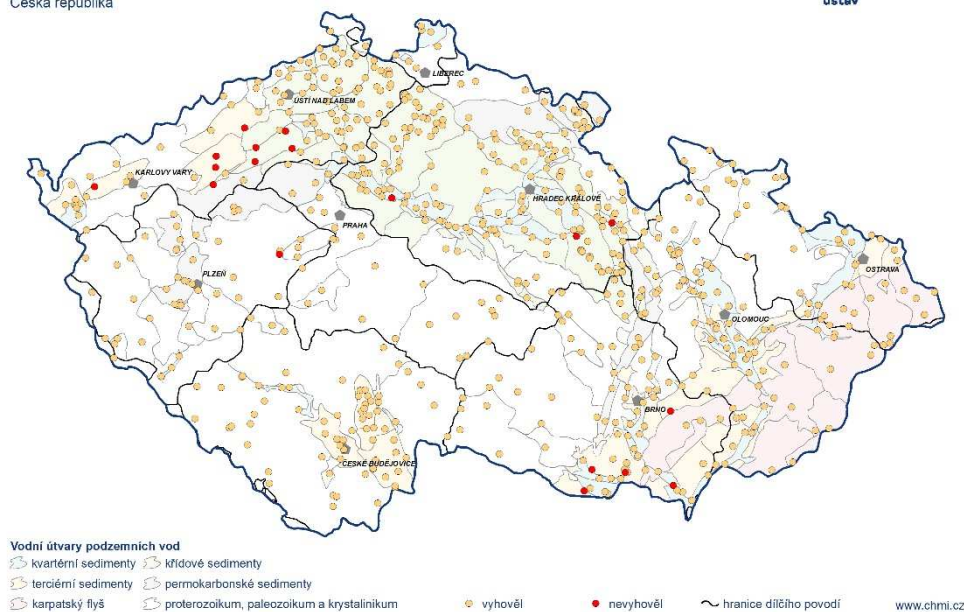 Česká republika
ústav
LIBEREC
ÚSTÍ NAD LABEM
KARLOVY VARY
HRADEC KRÁLOVÉ
PRAHA
PLZEŇ
OSTRAVA
OLOMOUC
BRNO
ČESKÉ BUDĚJOVICE
Vodní útvary podzemních vod
kvartérní sedimenty křídové sedimenty
terciérní sedimenty permokarbonské sedimenty
karpatský flyš proterozoikum, paleozoikum a krystalinikum vyhověl nevyhověl hranice dílčího povodí www.chmi.cz